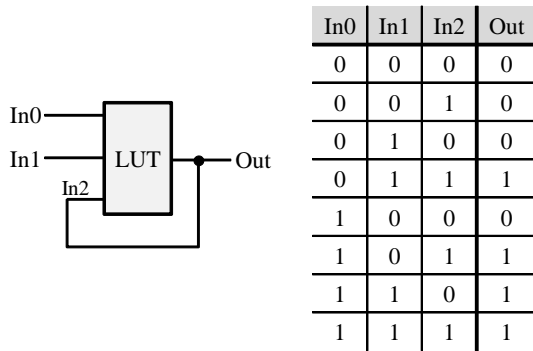 In0
In1
In2
LUT
Out
In0 In1 In2 Out
0 0 0 0
0 0 1 0
0 1 0 0
0 1 1 1
1 0 0 0
1 0 1 1
1 1 0 1
1 1 1 1